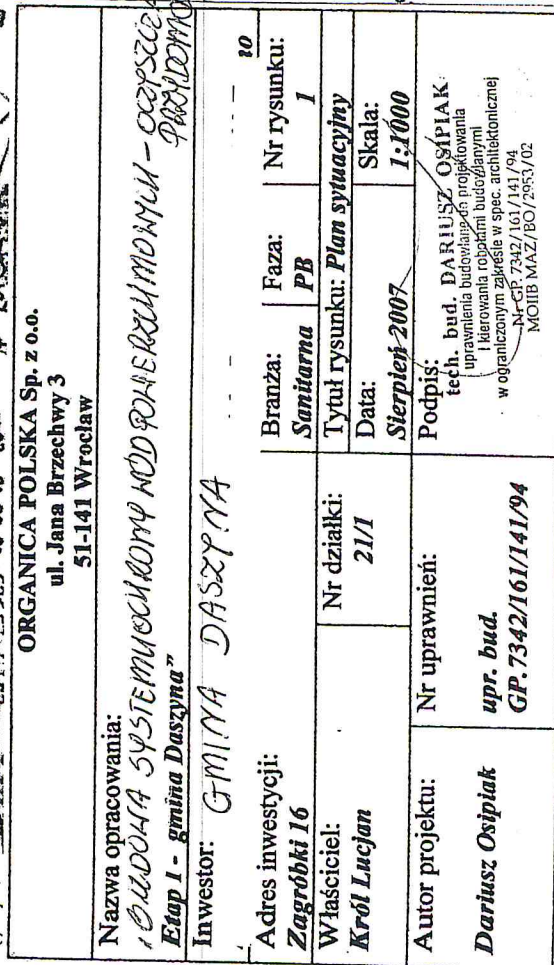 ORGANICA POLSKA Sp. z o.o.
ul. Jana Brzechwy 3
51-141 Wrocław
Nazwa opracowania:
"BUDOWA SYSTEMU OCHRONY WÓD POWIERZCHMOWYCH - OCZYSZCZ
PRZYDOMO
Etap I - gmina Daszyna"
Inwestor: GMINA DASZYNA
Adres inwestycji:
Zagróbki 16
Branża:
Sanitarna
Faza:
PB
Nr rysunku:
1
Właściciel:
Król Lucjan
Nr działki:
21/1
Tytuł rysunku: Plan sytuacyjny
Data:
Sierpień 2007
Skala:
1:1000
Autor projektu:
Dariusz Osipiak
Nr uprawnień:
upr. bud.
GP.7342/161/141/94
Podpis:
tech. bud. DARIUSZ OSIPIAK
uprawnienia budowlane do projektowania
i kierowania robotami budowlanymi
w ograniczonym zakresie w spec. architektonicznej
Nr GP. 7342/161/141/94
MOIIB MAZ/BO/2953/02